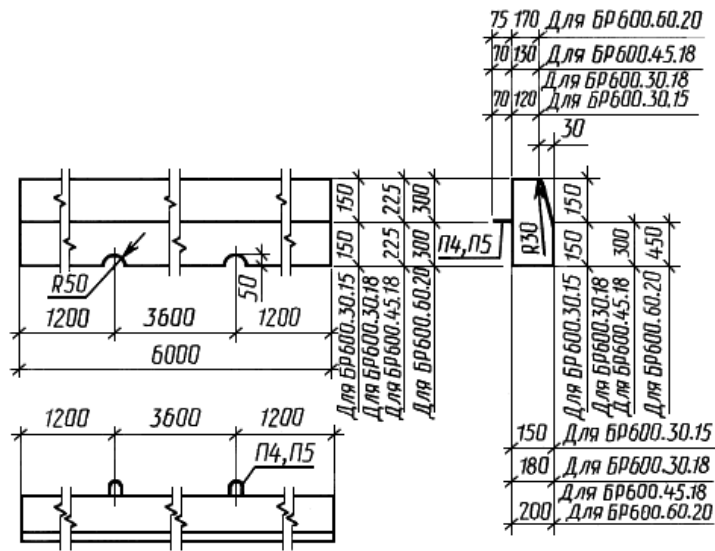 75 170 Для БР600.60.20
70 130 Для БР600.45.18
Для БР600.30.18
70 120 Для БР600.30.15
30
150 225 300
150 225 300
R50
50
1200 3600 1200
6000
Для БР600.30.15
Для БР600.30.18
Для БР600.45.18
Для БР600.60.20
П4,П5
R30
150
150 300 450
Для БР600.30.15
Для БР600.30.18
Для БР600.45.18
Для БР600.60.20
1200 3600 1200
П4,П5
150 Для БР600.30.15
180 Для БР600.30.18
Для БР600.45.18
200 Для БР600.60.20